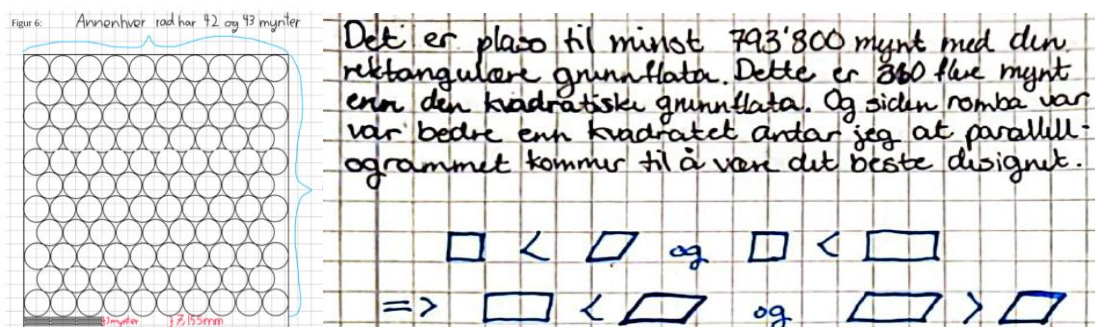 Figur 6:
Annenhver rad har 42 og 43 mynter
7,155mm
Det er plass til minst 793'800 mynt med den
rektangulære grunnflata. Dette er 360 flere mynt
enn den kvadratiske grunnflata. Og siden romba var
var bedre enn kvadratet antar jeg at parallell-
ogrammet kommer til å være det beste designet.
< og <
=> < og >